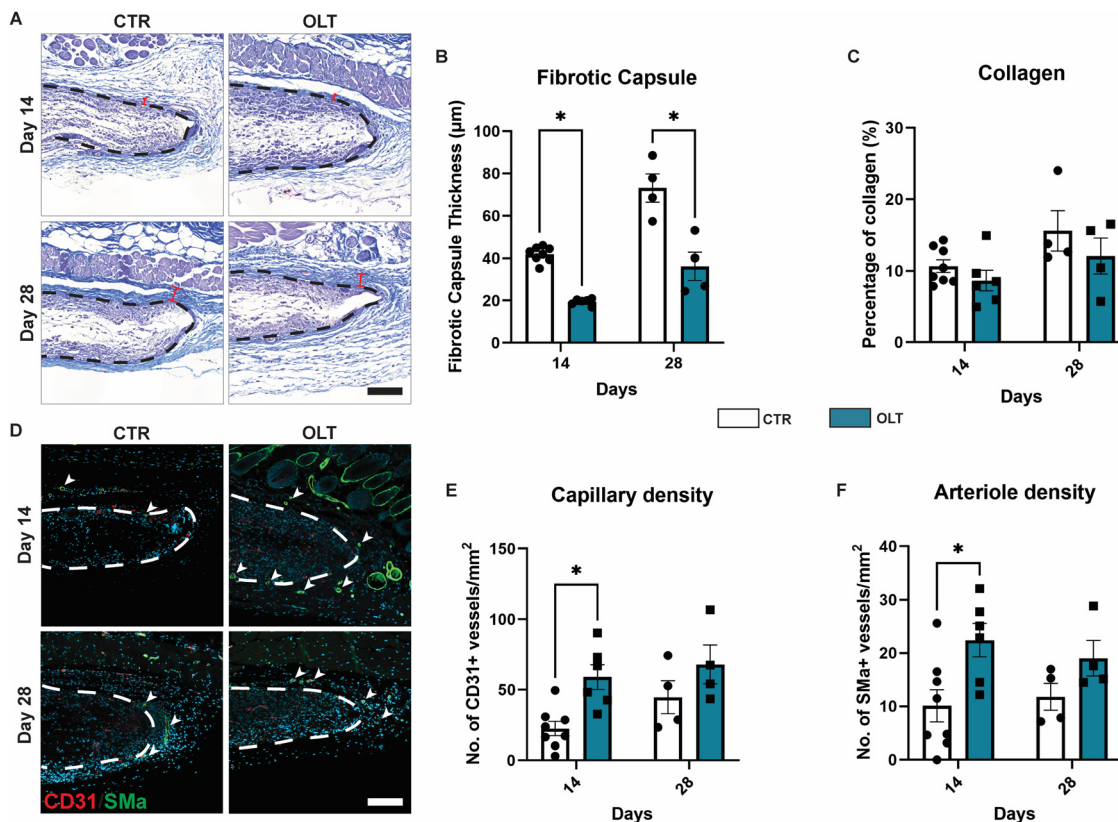 A
CTR
OLT
Day 14
Day 28
B
Fibrotic Capsule
Fibrotic Capsule Thickness (µm)
100
80
60
40
20
0
*
*
14
28
Days
C
Collagen
Percentage of collagen (%)
30
20
10
0
14
28
Days
CTR
OLT
D
CTR
OLT
Day 14
Day 28
CD31/SMa
E
Capillary density
No. of CD31+ vessels/mm²
150
100
50
0
*
14
28
Days
F
Arteriole density
No. of SMa+ vessels/mm²
40
30
20
10
0
*
14
28
Days